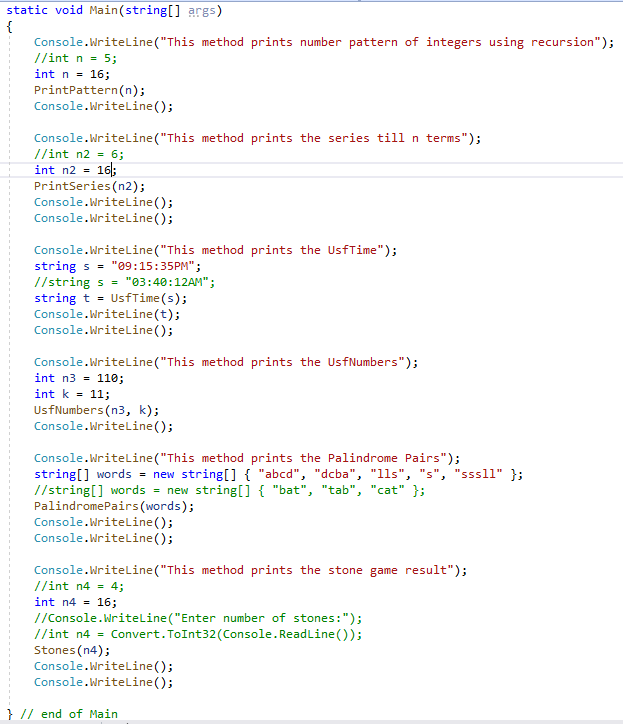 static void Main(string[] args)
{
    Console.WriteLine("This method prints number pattern of integers using recursion");
    //int n = 5;
    int n = 16;
    PrintPattern(n);
    Console.WriteLine();

    Console.WriteLine("This method prints the series till n terms");
    //int n2 = 6;
    int n2 = 16;
    PrintSeries(n2);
    Console.WriteLine();
    Console.WriteLine();

    Console.WriteLine("This method prints the UsfTime");
    string s = "09:15:35PM";
    //string s = "03:40:12AM";
    string t = UsfTime(s);
    Console.WriteLine(t);
    Console.WriteLine();

    Console.WriteLine("This method prints the UsfNumbers");
    int n3 = 110;
    int k = 11;
    UsfNumbers(n3, k);
    Console.WriteLine();

    Console.WriteLine("This method prints the Palindrome Pairs");
    string[] words = new string[] { "abcd", "dcba", "lls", "s", "sssll" };
    //string[] words = new string[] { "bat", "tab", "cat" };
    PalindromePairs(words);
    Console.WriteLine();
    Console.WriteLine();

    Console.WriteLine("This method prints the stone game result");
    //int n4 = 4;
    int n4 = 16;
    //Console.WriteLine("Enter number of stones:");
    //int n4 = Convert.ToInt32(Console.ReadLine());
    Stones(n4);
    Console.WriteLine();
    Console.WriteLine();

} // end of Main